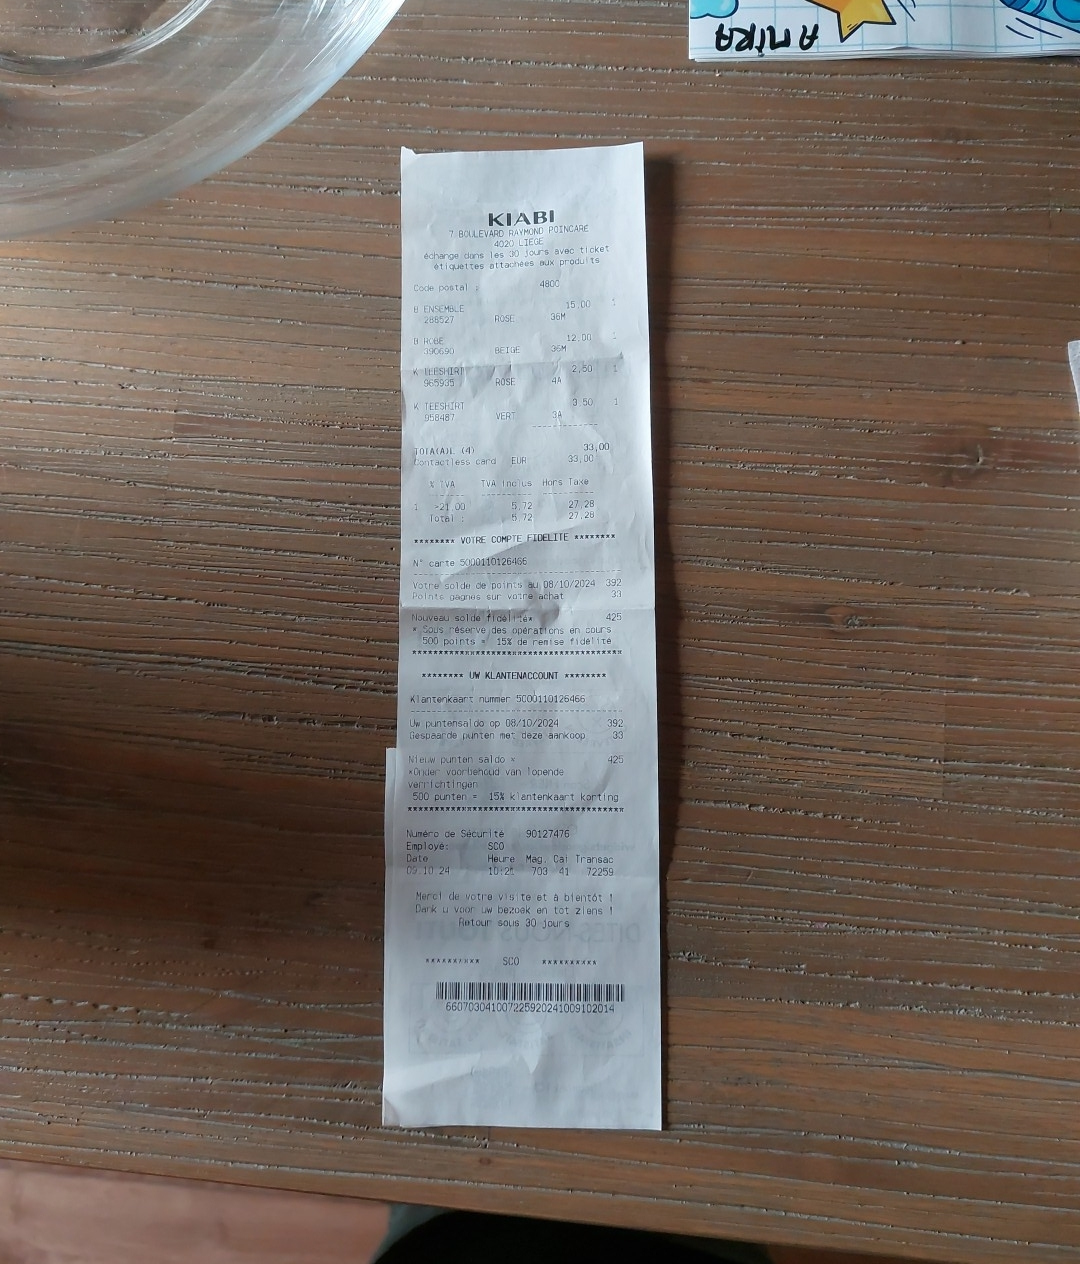 AMIRA
KIABI
7 BOULEVARD RAYMOND POINCARE
4020 LIEGE
échange dans les 30 jours avec ticket
étiquettes attachées aux produits
Code postal : 4800
B ENSEMBLE 15,00 1
288527 ROSE 36M
B ROBE 12,00 1
390690 BEIGE 36M
K TEESHIRT 2,50 1
965935 ROSE 4A
K TEESHIRT 3,50 1
958487 VERT 3A
------------
TOTA(A)L (4) 33,00
Contactless card EUR 33,00
% TVA TVA Inclus Hors Taxe
1 >21,00 5,72 27,28
Total : 5,72 27,28
******** VOTRE COMPTE FIDELITE ********
N° carte 5000110126466
Votre solde de points au 08/10/2024 392
Points gagnes sur votre achat 33
Nouveau solde fidélité* 425
* Sous réserve des opérations en cours
500 points = 15% de remise fidélité
******** UW KLANTENACCOUNT ********
Klantenkaart nummer 5000110126466
Uw puntensaldo op 08/10/2024 392
Gespaarde punten met deze aankoop 33
Nieuw punten saldo * 425
*Onder voorbehoud van lopende
verrichtingen
500 punten = 15% klantenkaart korting
Numéro de Sécurité 90127476
Employé: SCO
Date Heure Mag. Cai Transac
09.10.24 703 41 72259
Merci de votre visite et à bientôt !
Dank u voor uw bezoek en tot ziens !
Retour sous 30 jours
********** SCO **********
660703041007225920241009102014